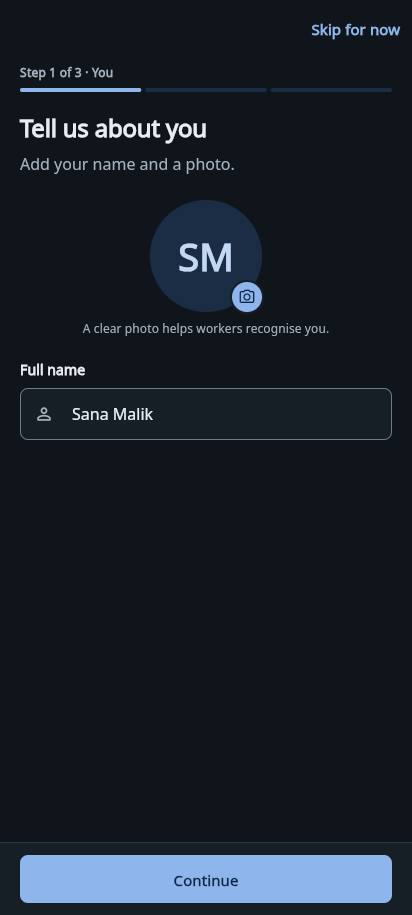 Skip for now
Step 1 of 3 · You
Tell us about you
Add your name and a photo.
SM
A clear photo helps workers recognise you.
Full name
Sana Malik
Continue